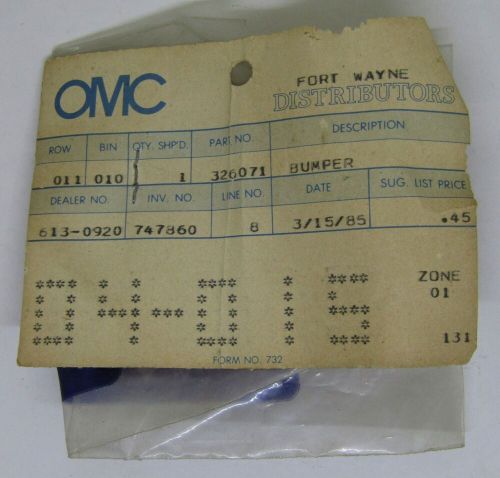 OMC
FORT WAYNE
DISTRIBUTORS
ROW BIN QTY. SHP'D. PART NO. DESCRIPTION
011 010 1 326071 BUMPER
DEALER NO. INV. NO. LINE NO. DATE SUG. LIST PRICE
613-0920 747860 8 3/15/85 .45
ZONE
01
131
FORM NO. 732